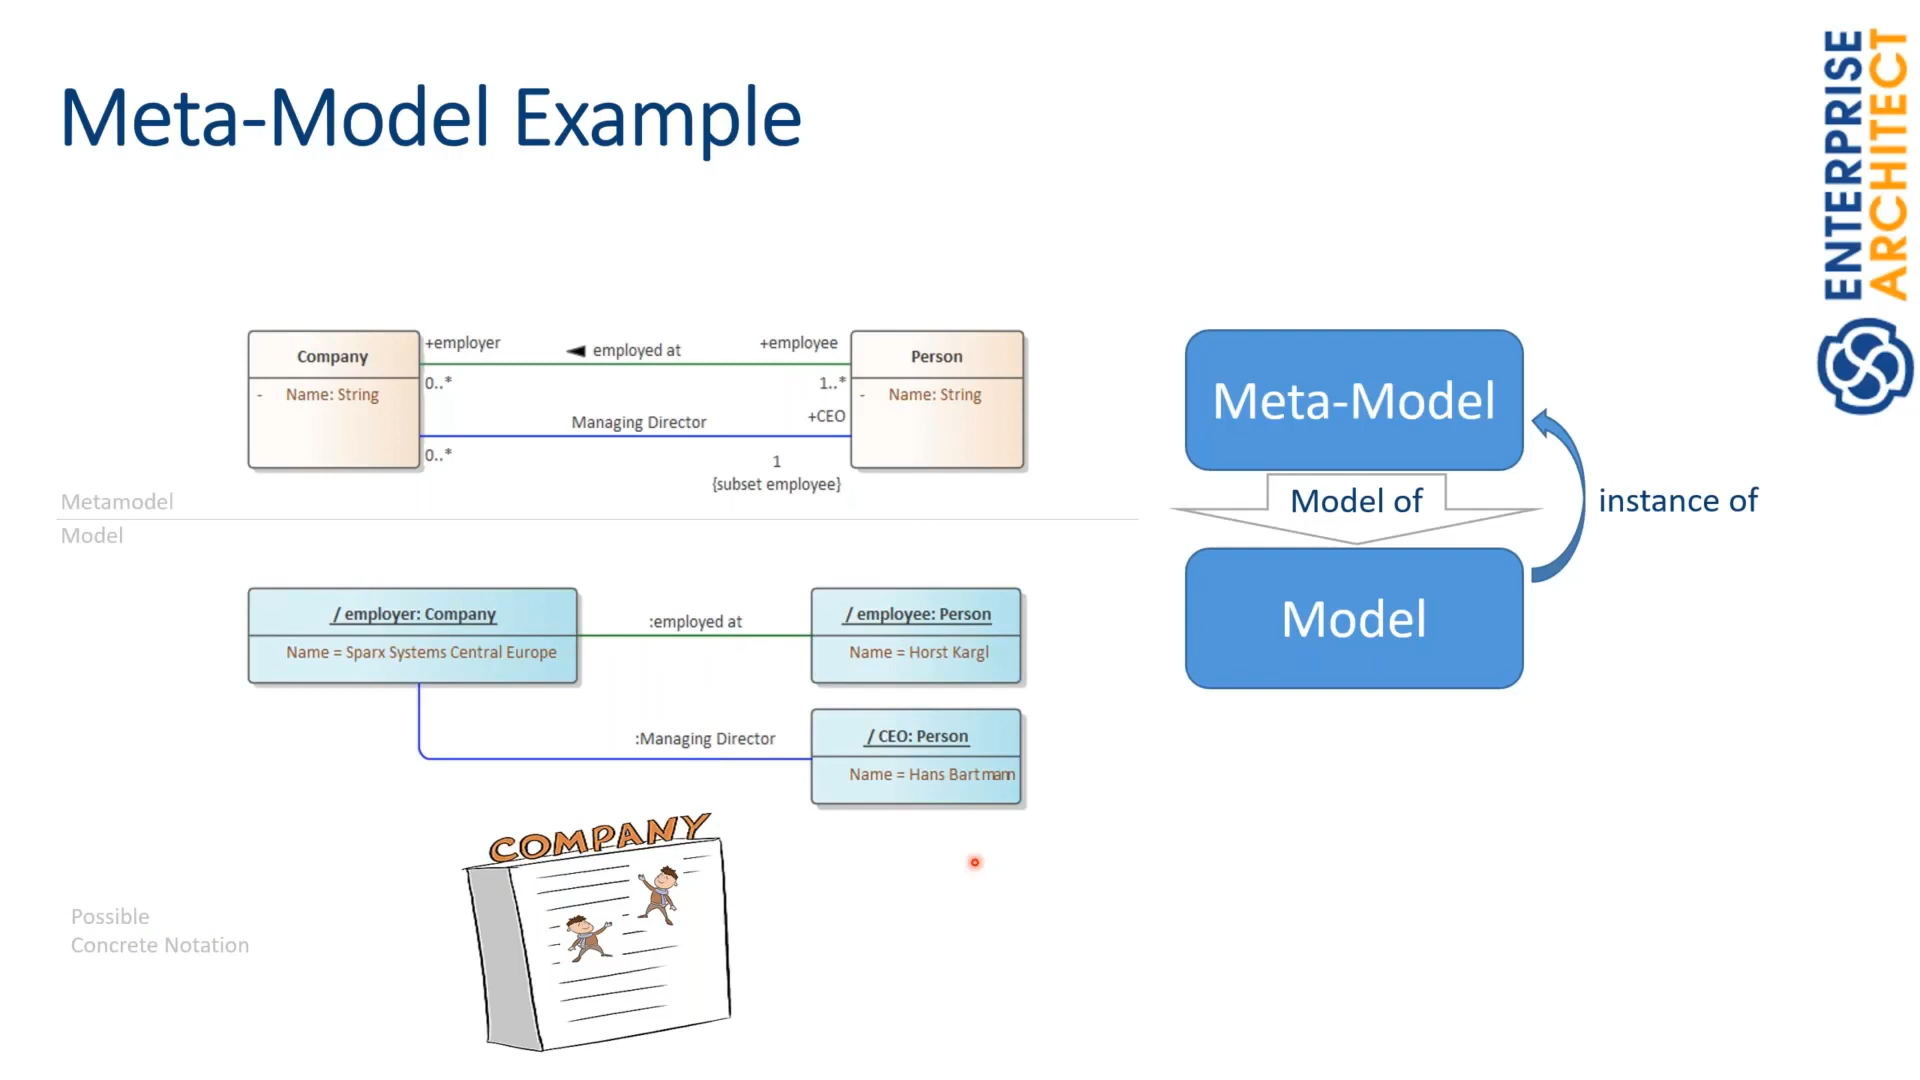 Meta-Model Example
ENTERPRISE
ARCHITECT
Company
- Name: String
+employer
0..*
employed at
+employee
1..*
Person
- Name: String
Managing Director
+CEO
0..*
1
{subset employee}
Metamodel
Model
/ employer: Company
Name = Sparx Systems Central Europe
:employed at
/ employee: Person
Name = Horst Kargl
:Managing Director
/ CEO: Person
Name = Hans Bartmann
COMPANY
Possible
Concrete Notation
Meta-Model
Model of
instance of
Model